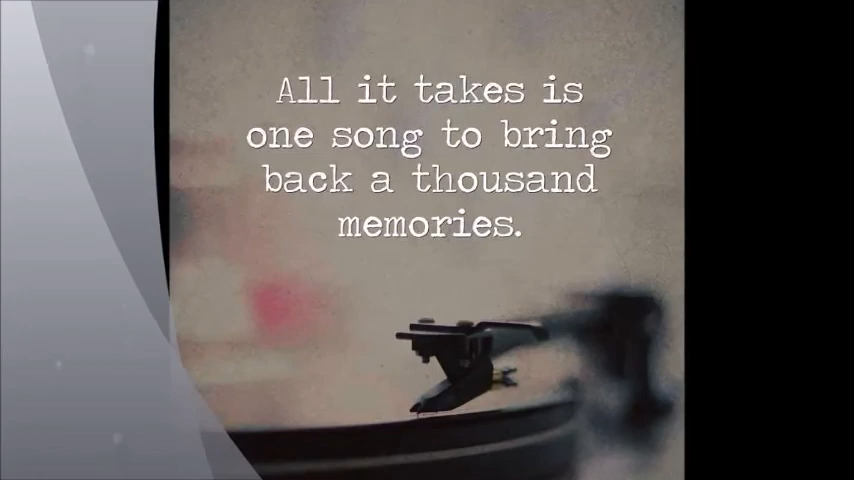 All it takes is
one song to bring
back a thousand
memories.